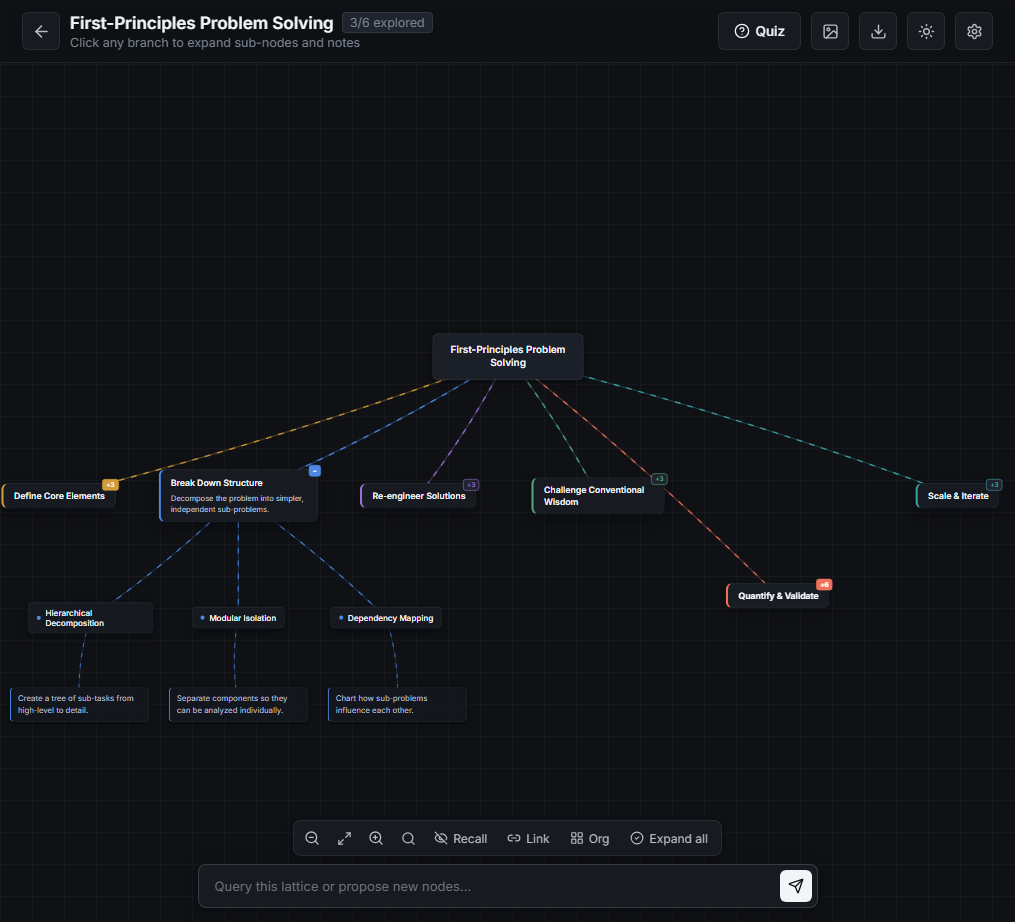 First-Principles Problem Solving
3/6 explored
Click any branch to expand sub-nodes and notes
Quiz
First-Principles Problem
Solving
+3
Define Core Elements
–
Break Down Structure
Decompose the problem into simpler,
independent sub-problems.
+3
Re-engineer Solutions
+3
Challenge Conventional
Wisdom
+3
Scale & Iterate
+6
Quantify & Validate
Hierarchical
Decomposition
Modular Isolation
Dependency Mapping
Create a tree of sub-tasks from
high-level to detail.
Separate components so they
can be analyzed individually.
Chart how sub-problems
influence each other.
Recall
Link
Org
Expand all
Query this lattice or propose new nodes...